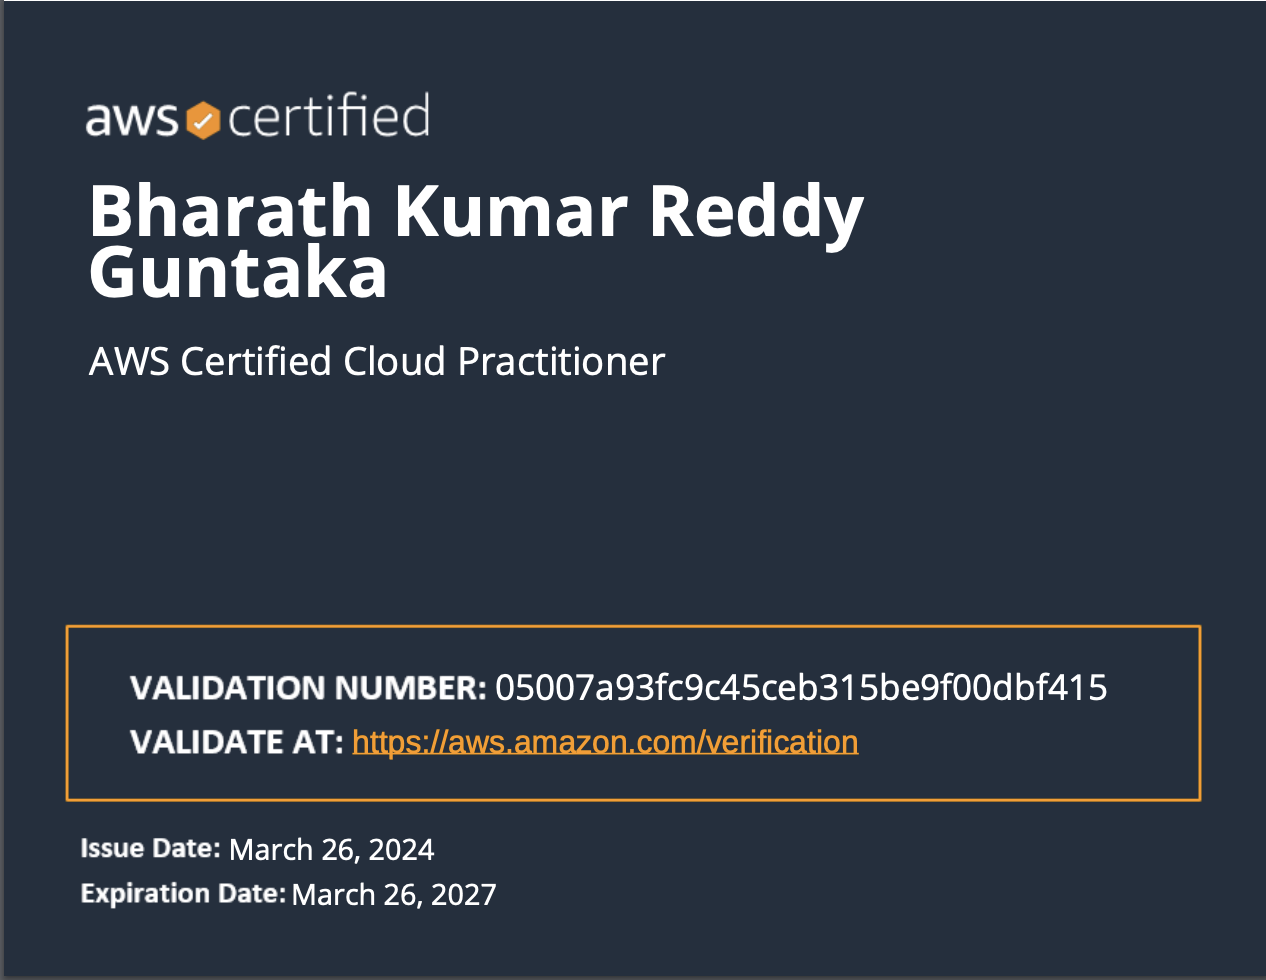 aws certified
Bharath Kumar Reddy
Guntaka
AWS Certified Cloud Practitioner
VALIDATION NUMBER: 05007a93fc9c45ceb315be9f00dbf415
VALIDATE AT: https://aws.amazon.com/verification
Issue Date: March 26, 2024
Expiration Date: March 26, 2027